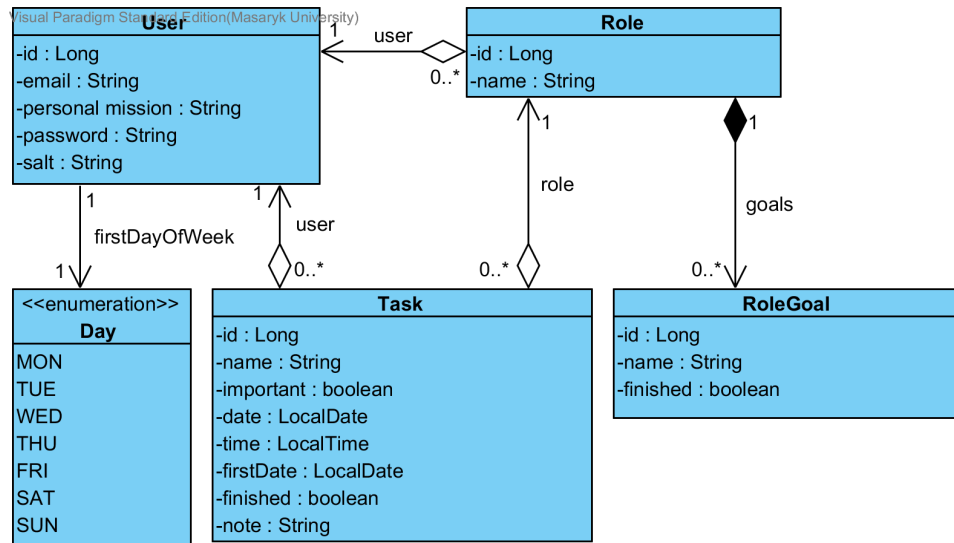 Visual Paradigm Standard Edition(Masaryk University)
User
-id : Long
-email : String
-personal mission : String
-password : String
-salt : String
1
user
0..*
Role
-id : Long
-name : String
1
firstDayOfWeek
1
1
user
0..*
1
role
0..*
1
goals
0..*
<<enumeration>>
Day
MON
TUE
WED
THU
FRI
SAT
SUN
Task
-id : Long
-name : String
-important : boolean
-date : LocalDate
-time : LocalTime
-firstDate : LocalDate
-finished : boolean
-note : String
RoleGoal
-id : Long
-name : String
-finished : boolean